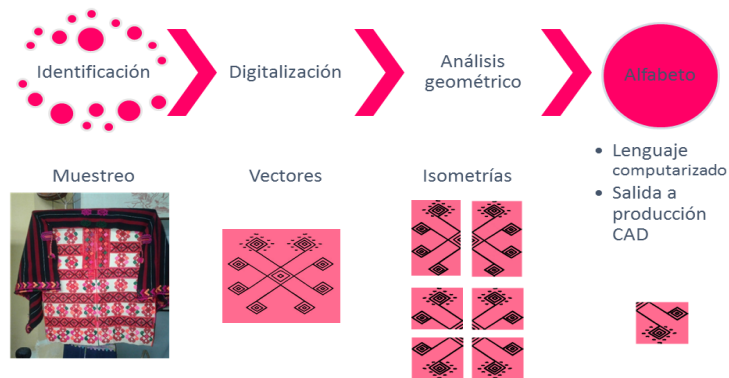 Identificación
Digitalización
Análisis
geométrico
Alfabeto
Muestreo
Vectores
Isometrías
• Lenguaje
computarizado
• Salida a
producción
CAD